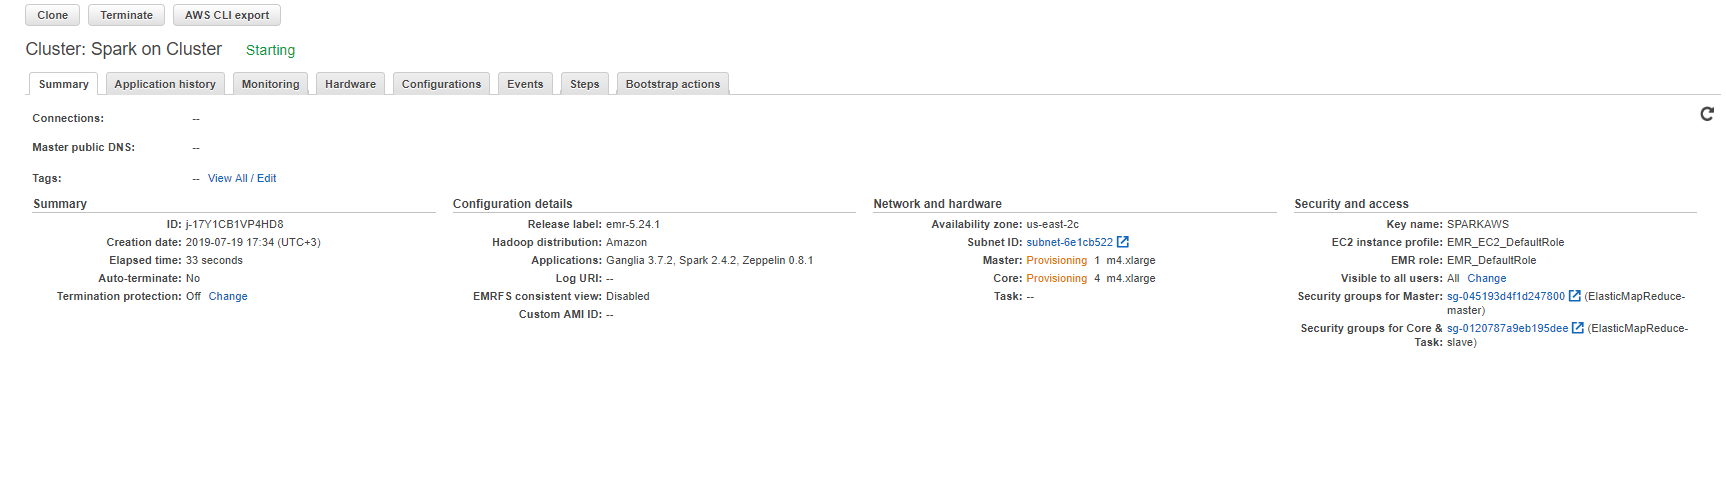 Clone Terminate AWS CLI export
Cluster: Spark on Cluster Starting
Summary Application history Monitoring Hardware Configurations Events Steps Bootstrap actions
Connections: --
Master public DNS: --
Tags: -- View All / Edit
Summary
ID: j-17Y1CB1VP4HD8
Creation date: 2019-07-19 17:34 (UTC+3)
Elapsed time: 33 seconds
Auto-terminate: No
Termination protection: Off Change
Configuration details
Release label: emr-5.24.1
Hadoop distribution: Amazon
Applications: Ganglia 3.7.2, Spark 2.4.2, Zeppelin 0.8.1
Log URI: --
EMRFS consistent view: Disabled
Custom AMI ID: --
Network and hardware
Availability zone: us-east-2c
Subnet ID: subnet-6e1cb522
Master: Provisioning 1 m4.xlarge
Core: Provisioning 4 m4.xlarge
Task: --
Security and access
Key name: SPARKAWS
EC2 instance profile: EMR_EC2_DefaultRole
EMR role: EMR_DefaultRole
Visible to all users: All Change
Security groups for Master: sg-045193d4f1d247800 (ElasticMapReduce-
master)
Security groups for Core & sg-0120787a9eb195dee (ElasticMapReduce-
Task: slave)